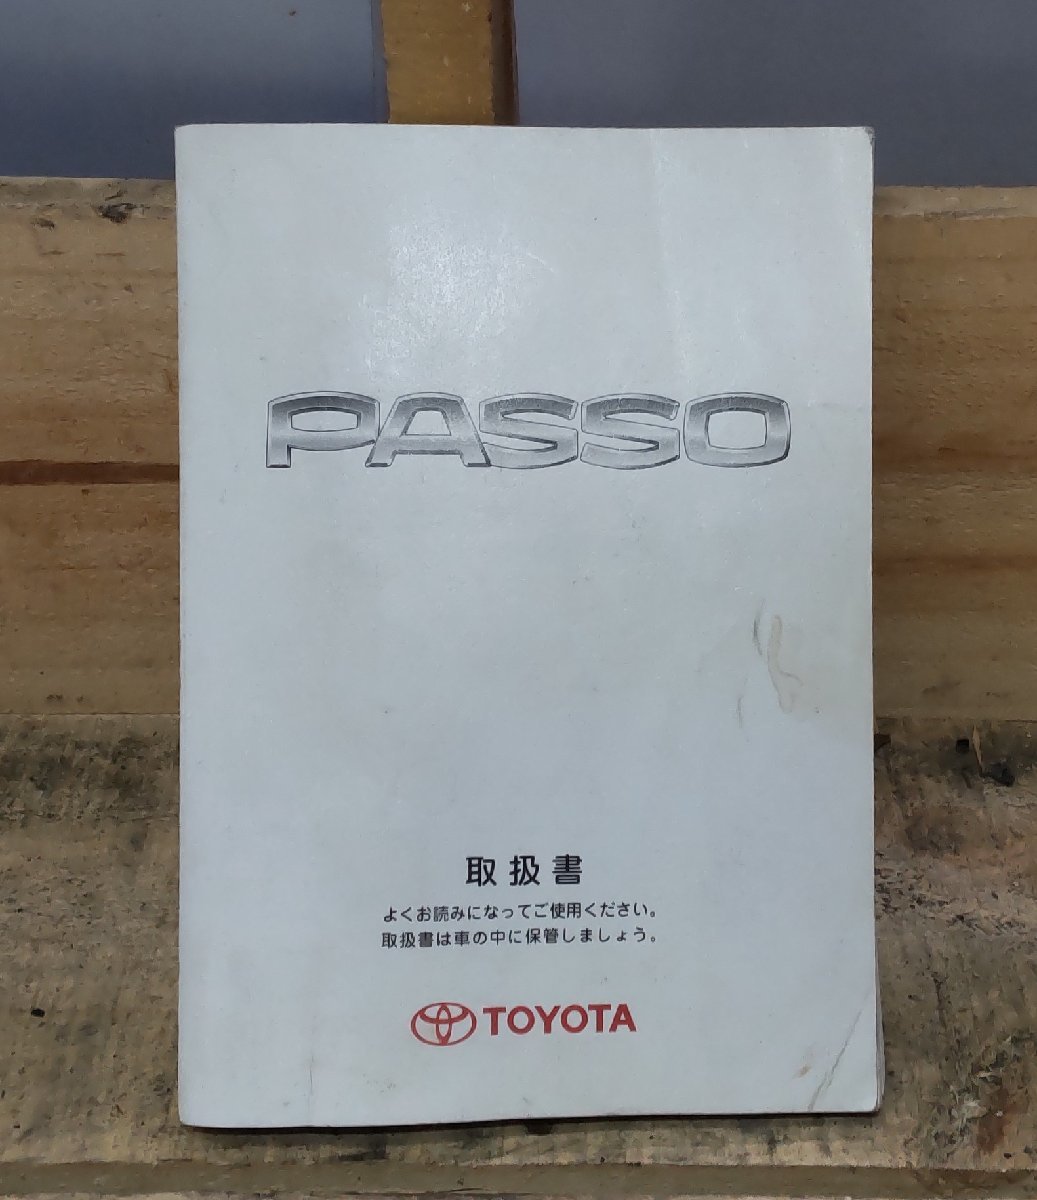 PASSO
取扱書
よくお読みになってご使用ください。
取扱書は車の中に保管しましょう。
TOYOTA